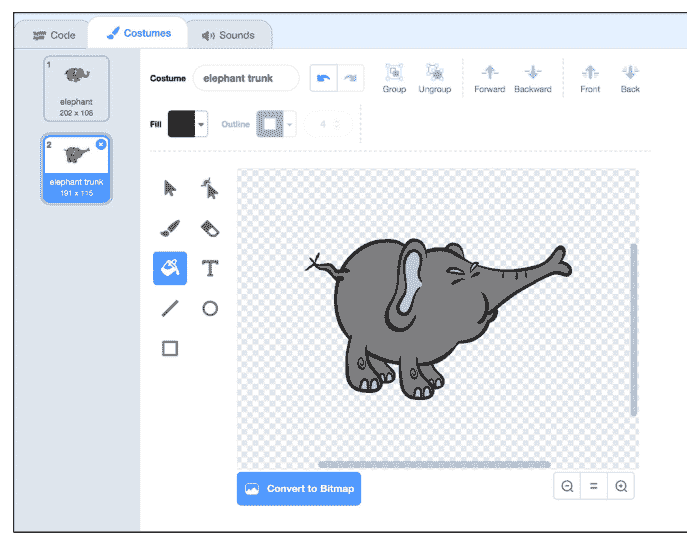 Code
Costumes
Sounds
1
elephant
202 x 106
2
elephant trunk
191 x 115
Costume
elephant trunk
Group
Ungroup
Forward
Backward
Front
Back
Fill
Outline
4
T
Convert to Bitmap